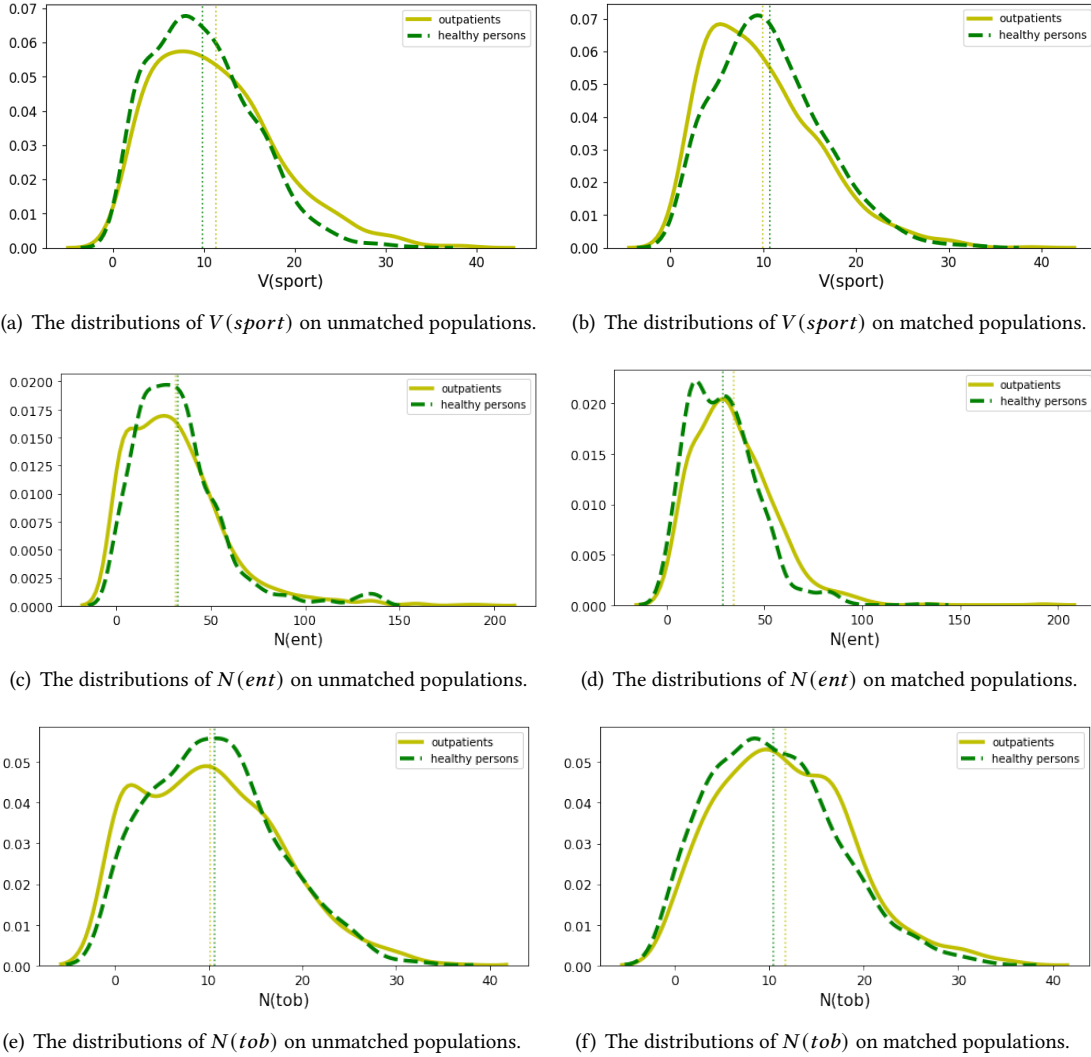 0.07
0.06
0.05
0.04
0.03
0.02
0.01
0.00
outpatients
healthy persons
0 10 20 30 40
V(sport)
(a) The distributions of V(sport) on unmatched populations.
0.07
0.06
0.05
0.04
0.03
0.02
0.01
0.00
outpatients
healthy persons
0 10 20 30 40
V(sport)
(b) The distributions of V(sport) on matched populations.
0.0200
0.0175
0.0150
0.0125
0.0100
0.0075
0.0050
0.0025
0.0000
outpatients
healthy persons
0 50 100 150 200
N(ent)
(c) The distributions of N(ent) on unmatched populations.
0.020
0.015
0.010
0.005
0.000
outpatients
healthy persons
0 50 100 150 200
N(ent)
(d) The distributions of N(ent) on matched populations.
0.05
0.04
0.03
0.02
0.01
0.00
outpatients
healthy persons
0 10 20 30 40
N(tob)
(e) The distributions of N(tob) on unmatched populations.
0.05
0.04
0.03
0.02
0.01
0.00
outpatients
healthy persons
0 10 20 30 40
N(tob)
(f) The distributions of N(tob) on matched populations.